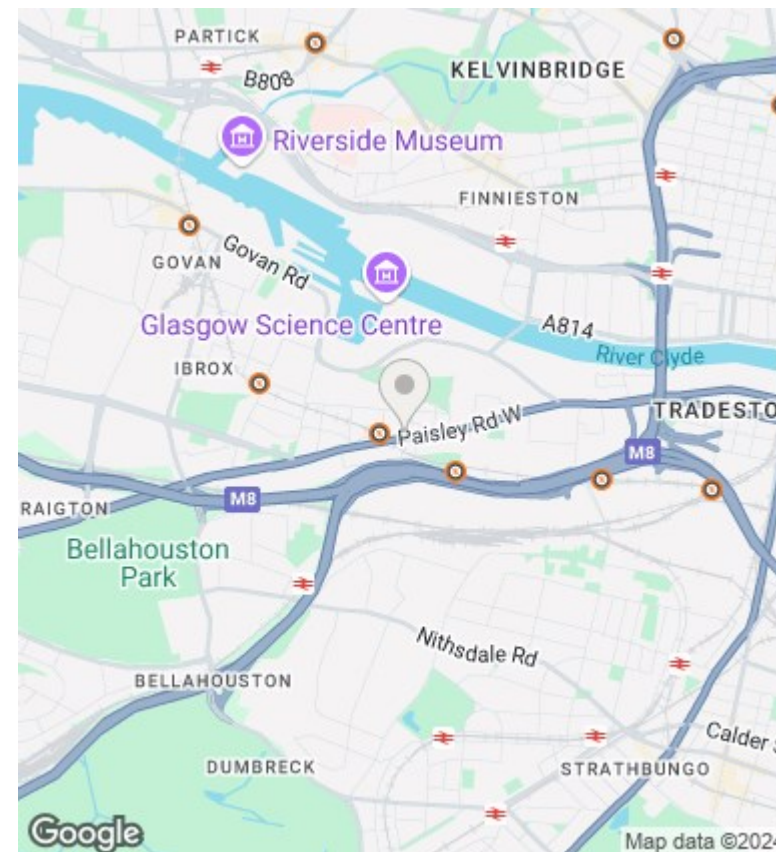 PARTICK
B808
KELVINBRIDGE
Riverside Museum
FINNIESTON
GOVAN
Govan Rd
Glasgow Science Centre
A814
River Clyde
IBROX
Paisley Rd W
TRADESTO
M8
M8
RAIGTON
Bellahouston
Park
Nithsdale Rd
BELLAHOUSTON
Calder S
DUMBRECK
STRATHBUNGO
Google
Map data ©2024